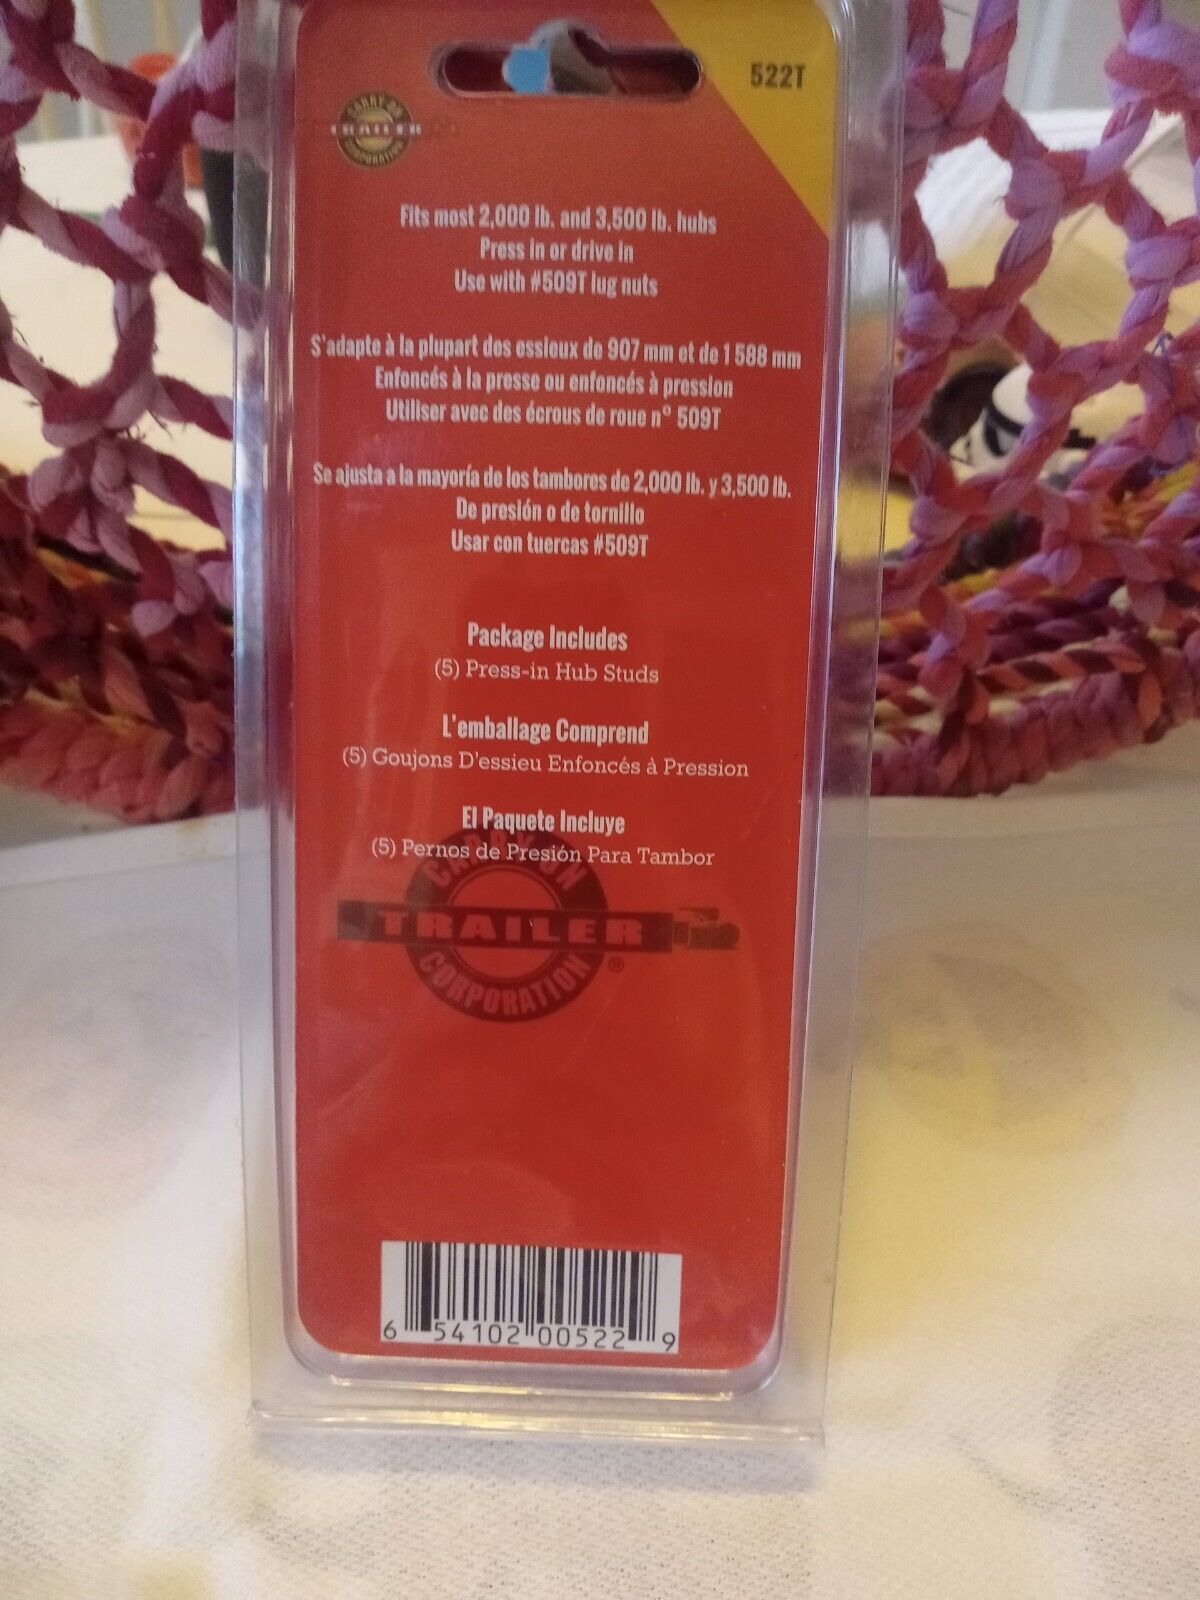 522T
CARRY-ON
TRAILER
CORPORATION
Fits most 2,000 lb. and 3,500 lb. hubs
Press in or drive in
Use with #509T lug nuts
S'adapte à la plupart des essieux de 907 mm et de 1 588 mm
Enfoncés à la presse ou enfoncés à pression
Utiliser avec des écrous de roue n° 509T
Se ajusta a la mayoría de los tambores de 2,000 lb. y 3,500 lb.
De presión o de tornillo
Usar con tuercas #509T
Package Includes
(5) Press-in Hub Studs
L'emballage Comprend
(5) Goujons D'essieu Enfoncés à Pression
El Paquete Incluye
(5) Pernos de Presión Para Tambor
CARRY-ON
TRAILER
CORPORATION ®
6 54102 00522 9